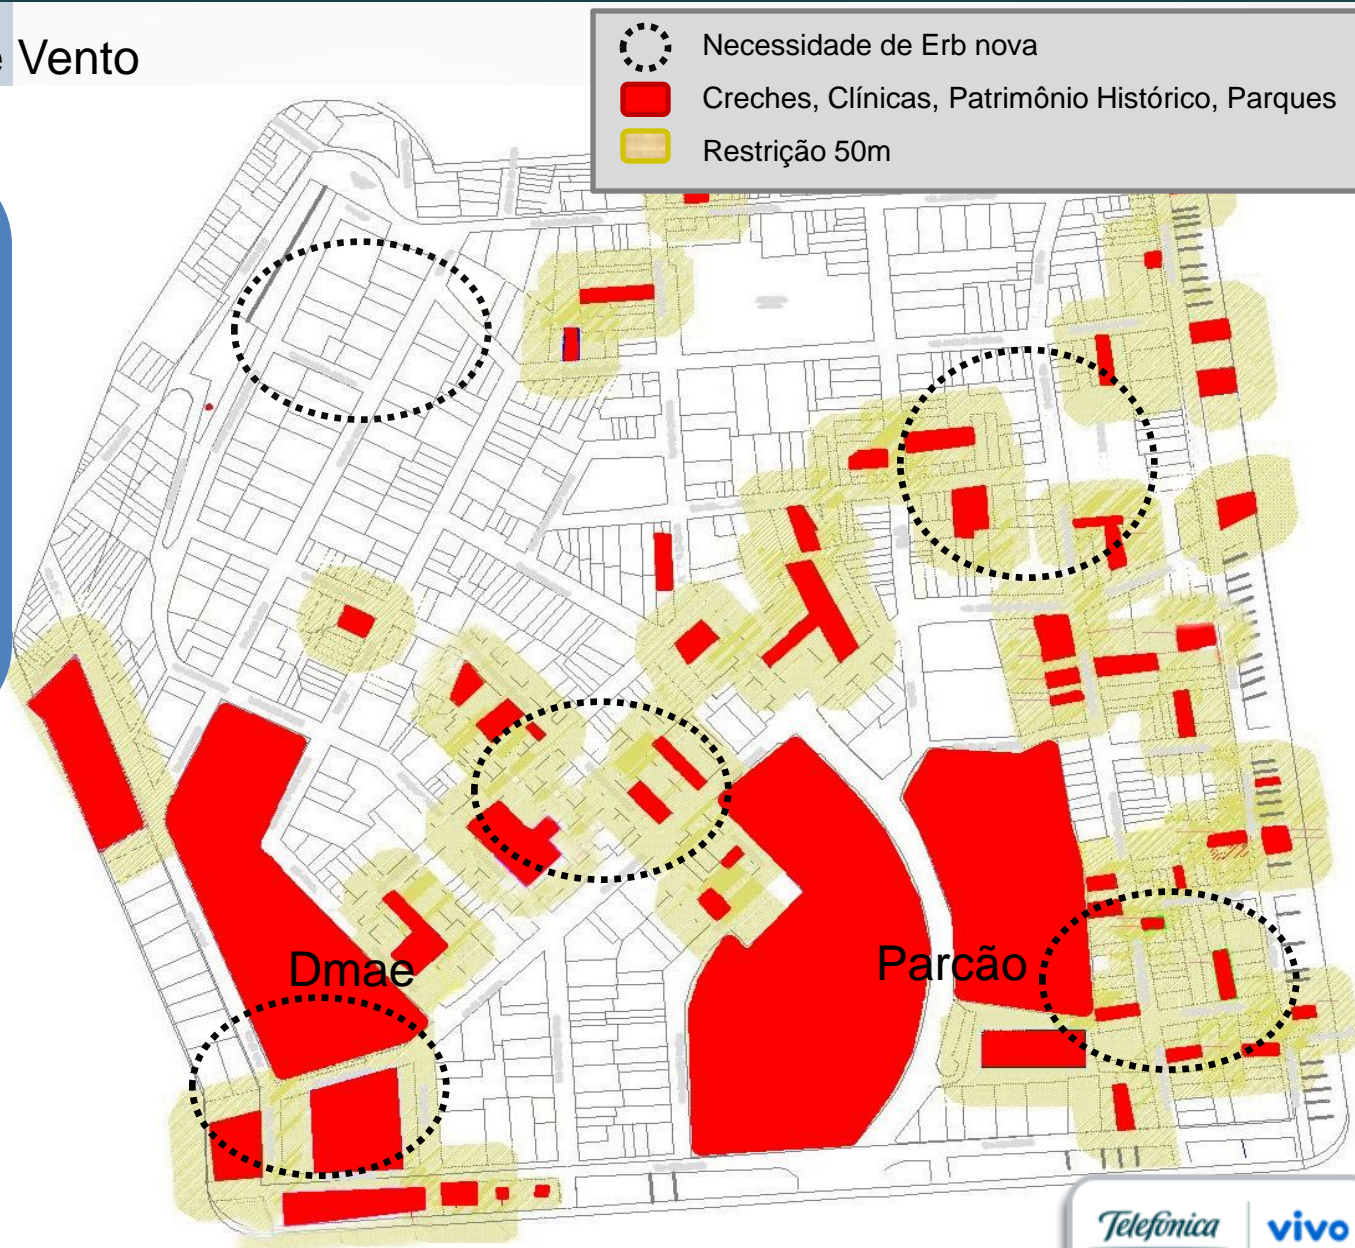 e Vento
Necessidade de Erb nova
Creches, Clínicas, Patrimônio Histórico, Parques
Restrição 50m
Dmae
Parcão
Telefónica
vivo